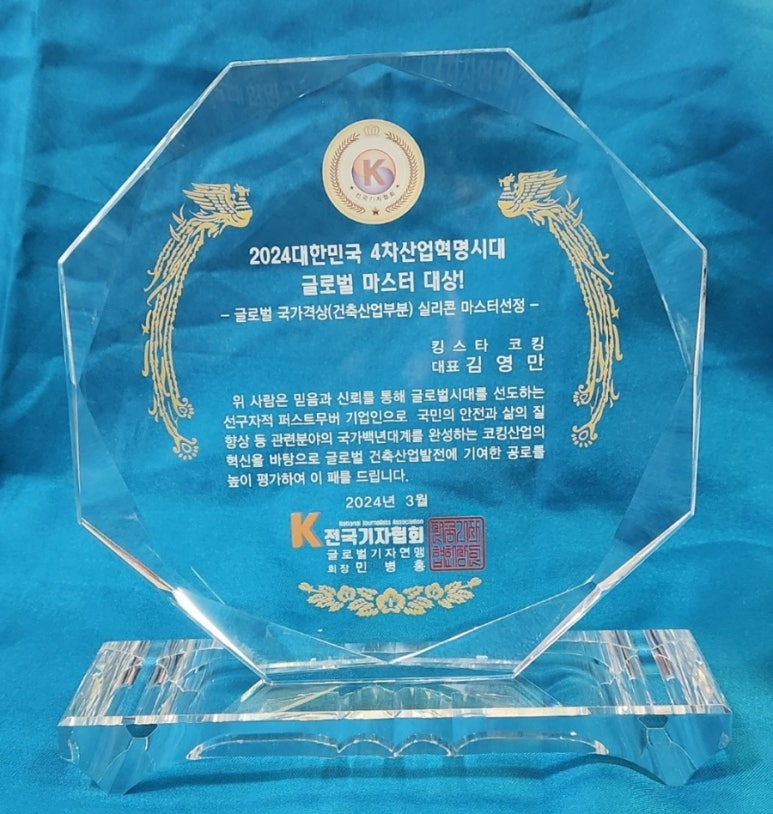 K
전국기자협회
2024대한민국 4차산업혁명시대
글로벌 마스터 대상!
- 글로벌 국가격상(건축산업부분) 실리콘 마스터선정 -
킹스타 코킹
대표 김영만
위 사람은 믿음과 신뢰를 통해 글로벌시대를 선도하는
선구자적 퍼스트무버 기업인으로 국민의 안전과 삶의 질
향상 등 관련분야의 국가백년대계를 완성하는 코킹산업의
혁신을 바탕으로 글로벌 건축산업발전에 기여한 공로를
높이 평가하여 이 패를 드립니다.
2024년 3월
National Journalists Association
K 전국기자협회
글로벌기자연맹
회장 민병홍